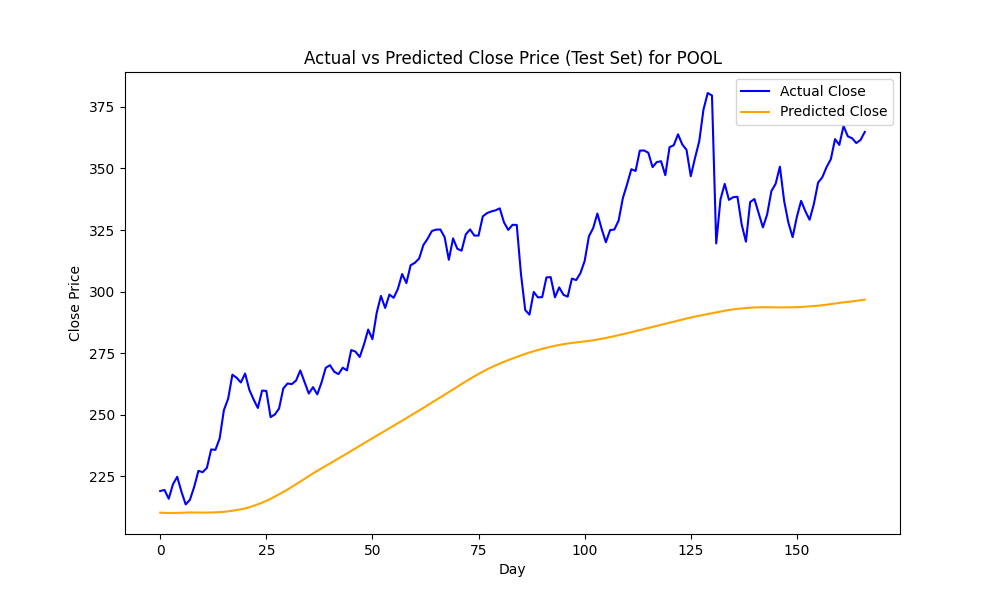 Actual vs Predicted Close Price (Test Set) for POOL
Actual Close
Predicted Close
Close Price
375
350
325
300
275
250
225
0
25
50
75
100
125
150
Day